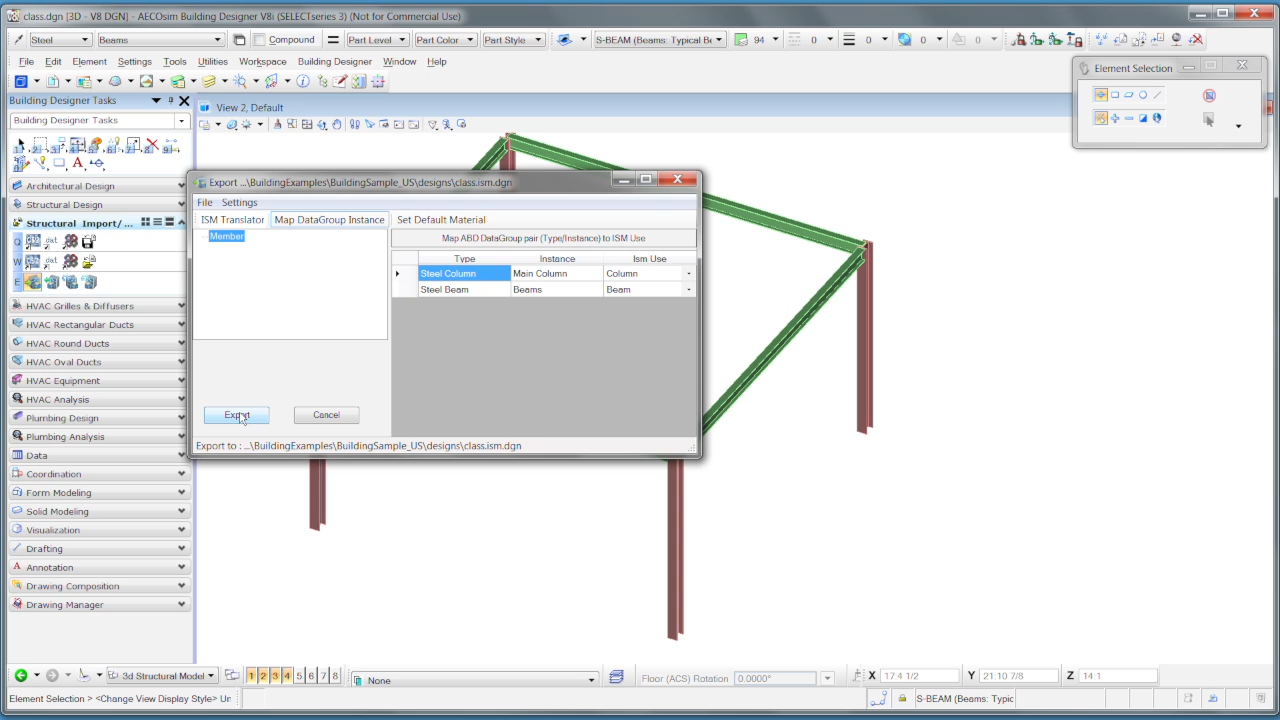 class.dgn [3D - V8 DGN] - AECOsim Building Designer V8i (SELECTseries 3) (Not for Commercial Use)
Steel Beams Compound Part Level Part Color Part Style S-BEAM (Beams: Typical Be 94 0 0 0 0
File Edit Element Settings Tools Utilities Workspace Building Designer Window Help
Element Selection
Building Designer Tasks
View 2, Default
Building Designer Tasks
Architectural Design
Structural Design
Structural Import/ ...
Q
W
E
HVAC Grilles & Diffusers
HVAC Rectangular Ducts
HVAC Round Ducts
HVAC Oval Ducts
HVAC Equipment
HVAC Analysis
Plumbing Design
Plumbing Analysis
Data
Coordination
Form Modeling
Solid Modeling
Visualization
Drafting
Annotation
Drawing Composition
Drawing Manager
Export ...\BuildingExamples\BuildingSample_US\designs\class.ism.dgn
File Settings
ISM Translator Map DataGroup Instance Set Default Material
Member
Map ABD DataGroup pair (Type/Instance) to ISM Use
Type Instance Ism Use
Steel Column Main Column Column
Steel Beam Beams Beam
Export Cancel
Export to : ...\BuildingExamples\BuildingSample_US\designs\class.ism.dgn
3d Structural Model 1 2 3 4 5 6 7 8 None Floor (ACS) Rotation 0.0000° X 17:4 1/2 Y 21:10 7/8 Z 14:1
Element Selection > <Change View Display Style> Un S-BEAM (Beams: Typic